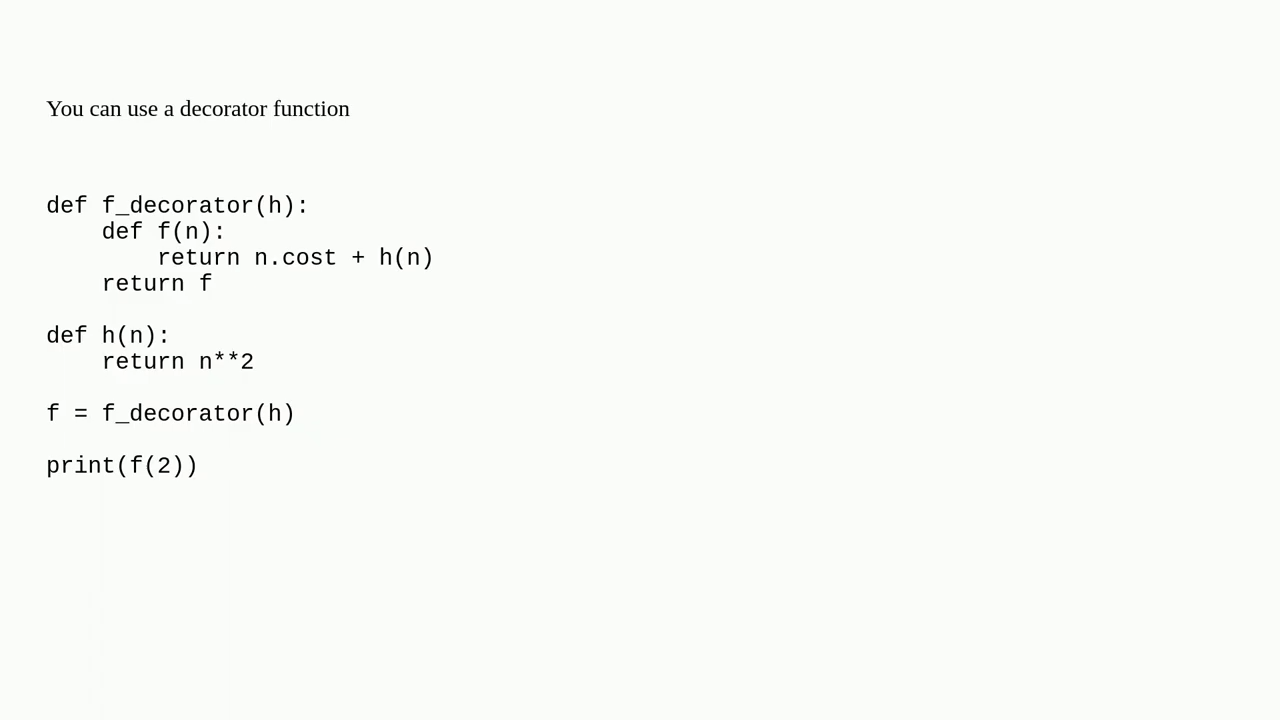 You can use a decorator function
def f_decorator(h):
    def f(n):
        return n.cost + h(n)
    return f
def h(n):
    return n**2
f = f_decorator(h)
print(f(2))